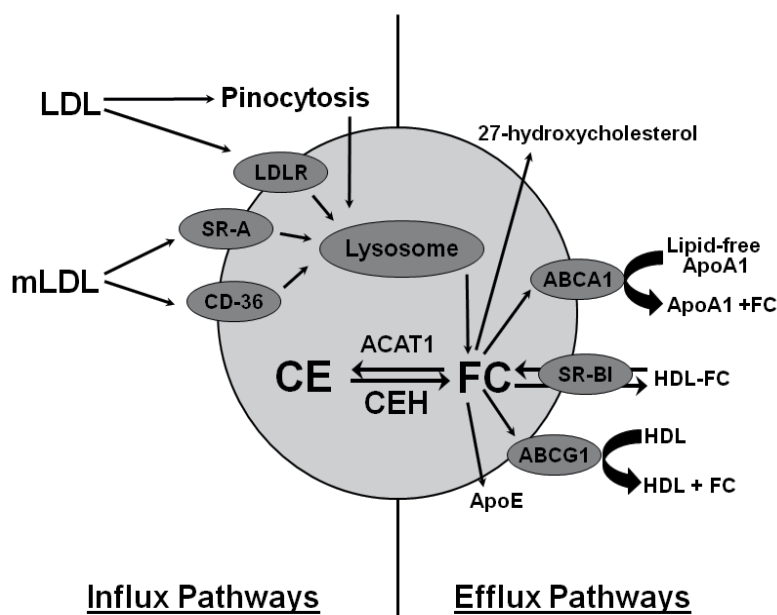 LDL
Pinocytosis
27-hydroxycholesterol
LDLR
SR-A
Lysosome
mLDL
CD-36
ABCA1
Lipid-free
ApoA1
ApoA1 +FC
ACAT1
CE
FC
CEH
SR-BI
HDL-FC
ABCG1
HDL
HDL + FC
ApoE
Influx Pathways
Efflux Pathways